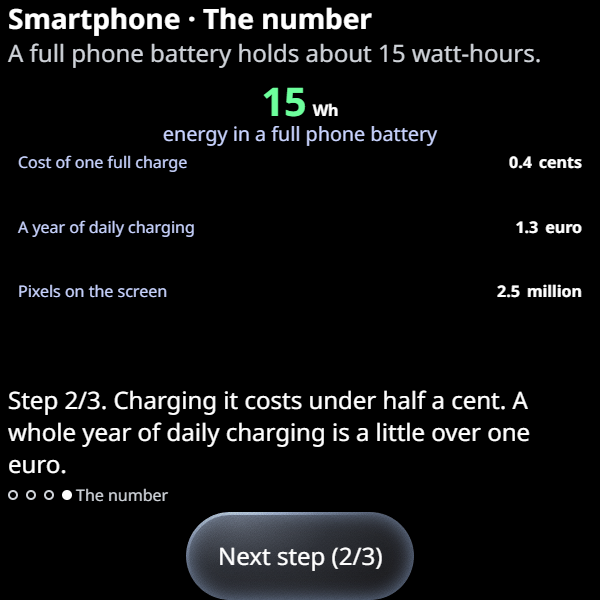 Smartphone · The number
A full phone battery holds about 15 watt-hours.
15 Wh
energy in a full phone battery
Cost of one full charge 0.4 cents
A year of daily charging 1.3 euro
Pixels on the screen 2.5 million
Step 2/3. Charging it costs under half a cent. A
whole year of daily charging is a little over one
euro.
The number
Next step (2/3)